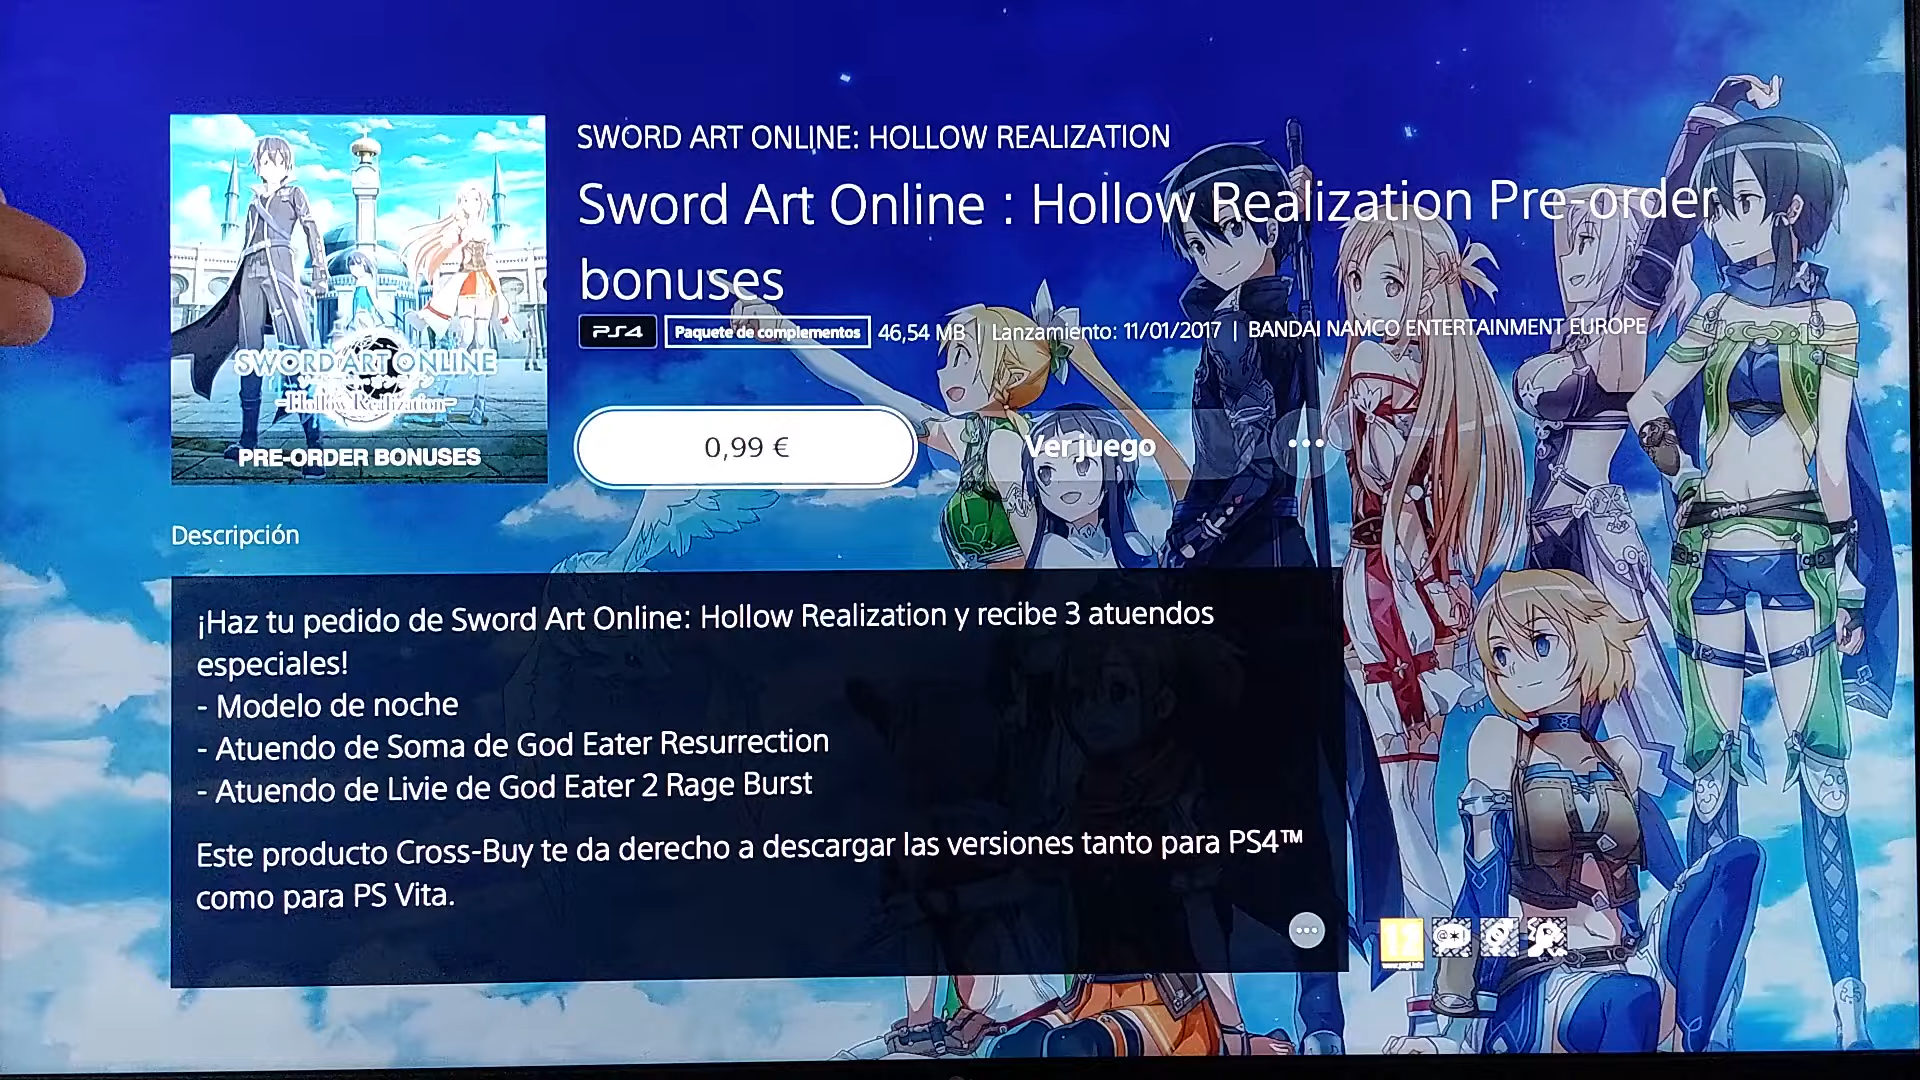 SWORD ART ONLINE: HOLLOW REALIZATION
Sword Art Online : Hollow Realization Pre-order
bonuses
PS4 Paquete de complementos 46,54 MB | Lanzamiento: 11/01/2017 | BANDAI NAMCO ENTERTAINMENT EUROPE
SWORD ART ONLINE
-Hollow Realization-
PRE-ORDER BONUSES
0,99 €
Ver juego
Descripción
¡Haz tu pedido de Sword Art Online: Hollow Realization y recibe 3 atuendos
especiales!
- Modelo de noche
- Atuendo de Soma de God Eater Resurrection
- Atuendo de Livie de God Eater 2 Rage Burst
Este producto Cross-Buy te da derecho a descargar las versiones tanto para PS4™
como para PS Vita.